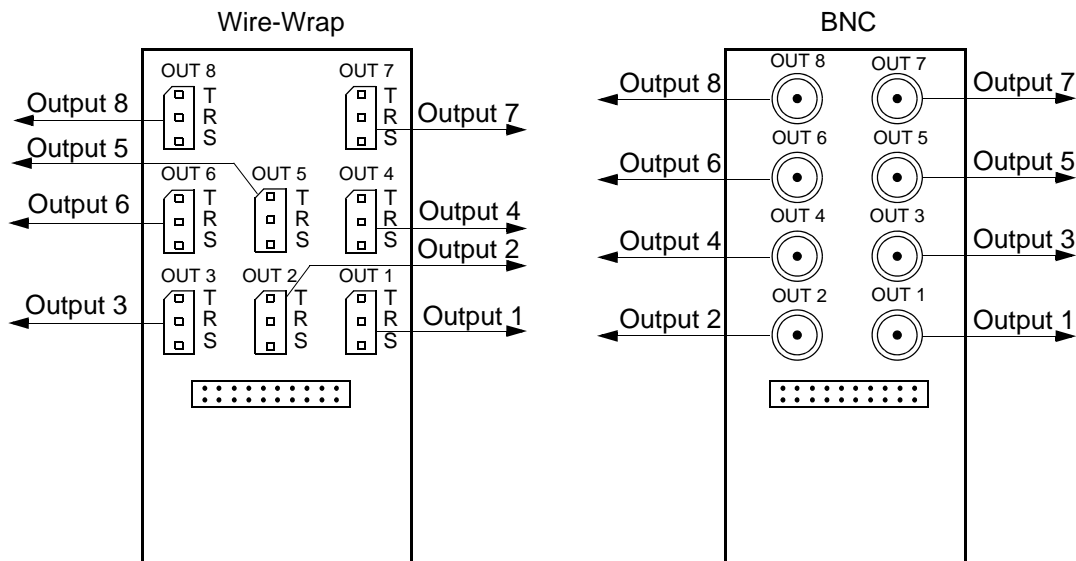 Wire-Wrap
OUT 8
OUT 7
Output 8
T
R
S
T
R
S
Output 7
Output 5
OUT 6
OUT 5
OUT 4
Output 6
T
R
S
T
R
S
T
R
S
Output 4
Output 2
OUT 3
OUT 2
OUT 1
Output 3
T
R
S
T
R
S
T
R
S
Output 1
BNC
OUT 8
OUT 7
Output 8
Output 7
OUT 6
OUT 5
Output 6
Output 5
OUT 4
OUT 3
Output 4
Output 3
OUT 2
OUT 1
Output 2
Output 1